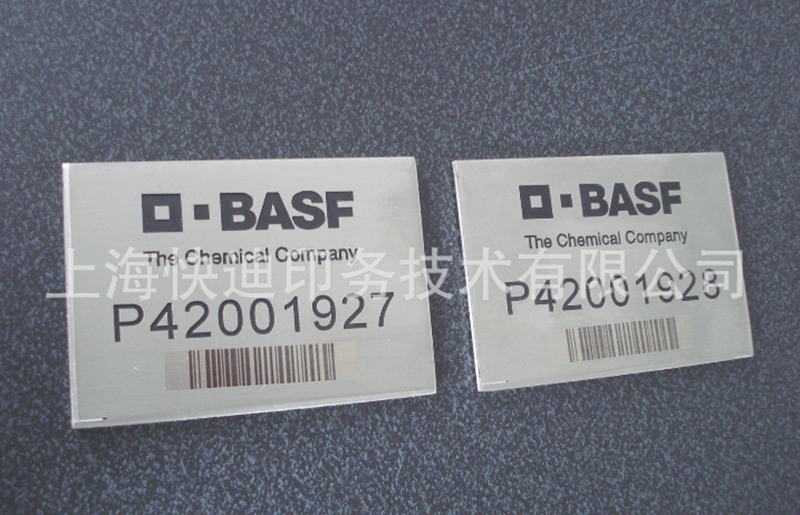 BASF
The Chemical Company
P42001927
BASF
The Chemical Company
P42001928
上海快迪印务技术有限公司